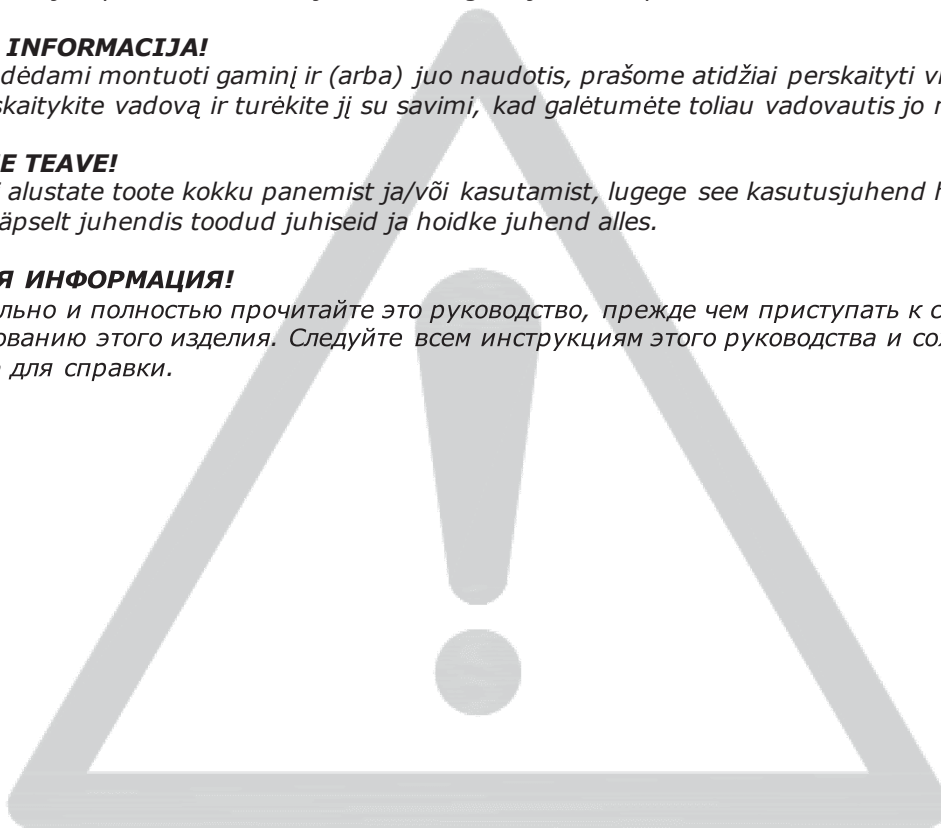 INFORMACIJA!
dėdami montuoti gaminį ir (arba) juo naudotis, prašome atidžiai perskaityti
skaitykite vadovą ir turėkite jį su savimi, kad galėtumėte toliau vadovautis jo
E TEAVE!
alustate toote kokku panemist ja/või kasutamist, lugege see kasutusjuhend
äpselt juhendis toodud juhiseid ja hoidke juhend alles.
Я ИНФОРМАЦИЯ!
льно и полностью прочитайте это руководство, прежде чем приступать к
ованию этого изделия. Следуйте всем инструкциям этого руководства и
для справки.